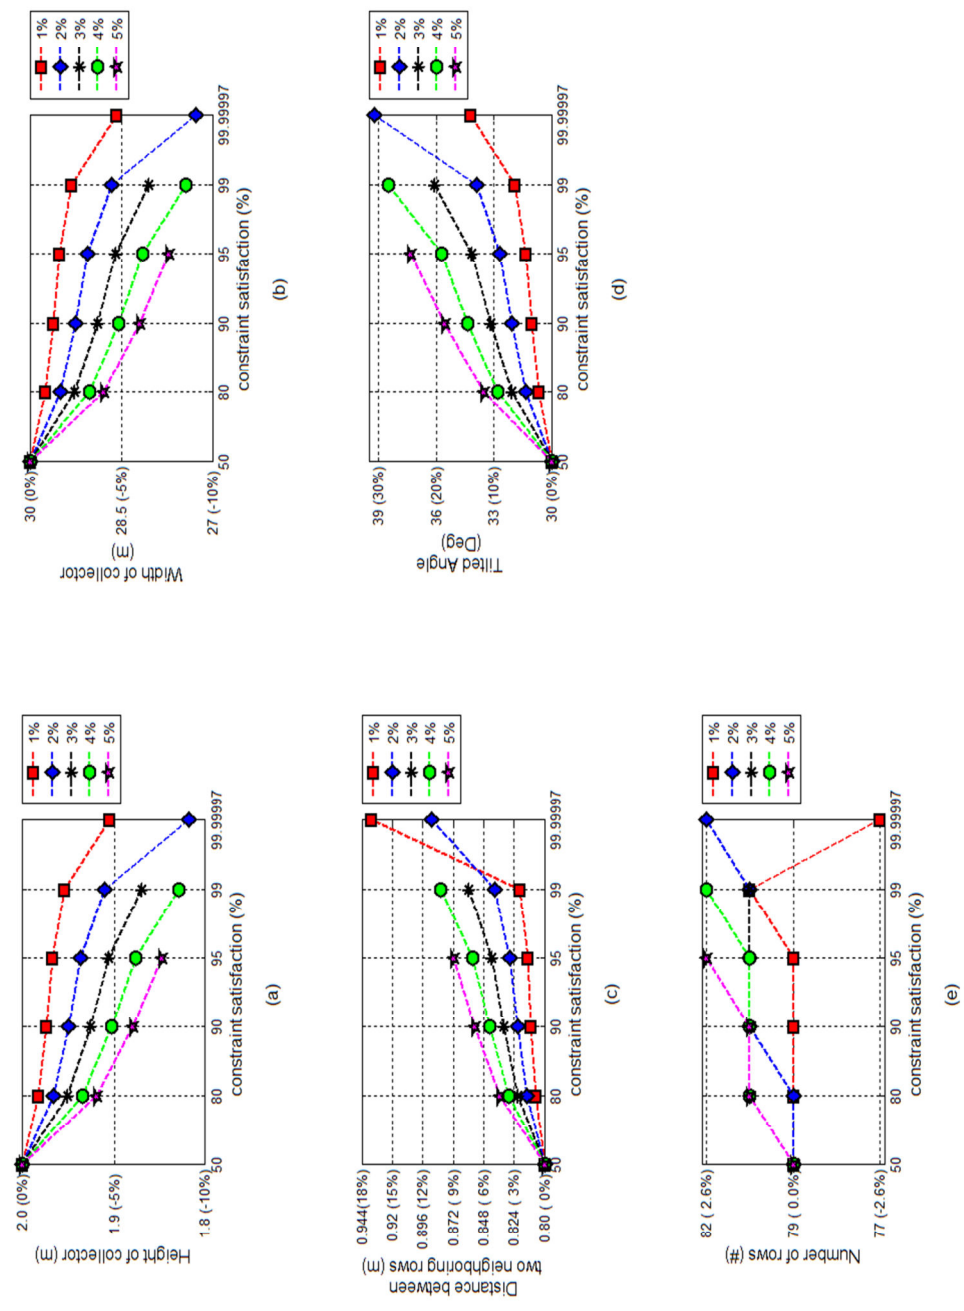 1%
2%
3%
4%
5%
2.0 (0%)
1.9 (-5%)
1.8 (-10%)
Height of collector (m)
50
80
90
95
99
99.99997
constraint satisfaction (%)
(a)
1%
2%
3%
4%
5%
30 (0%)
28.5 (-5%)
27 (-10%)
Width of collector
(m)
50
80
90
95
99
99.99997
constraint satisfaction (%)
(b)
1%
2%
3%
4%
5%
0.944(18%)
0.92 (15%)
0.896 (12%)
0.872 ( 9%)
0.848 ( 6%)
0.824 ( 3%)
0.80 ( 0%)
Distance between
two neighboring rows (m)
50
80
90
95
99
99.99997
constraint satisfaction (%)
(c)
1%
2%
3%
4%
5%
39 (30%)
36 (20%)
33 (10%)
30 (0%)
Tilted Angle
(Deg)
50
80
90
95
99
99.99997
constraint satisfaction (%)
(d)
1%
2%
3%
4%
5%
82 ( 2.6%)
79 ( 0.0%)
77 (-2.6%)
Number of rows (#)
50
80
90
95
99
99.99997
constraint satisfaction (%)
(e)